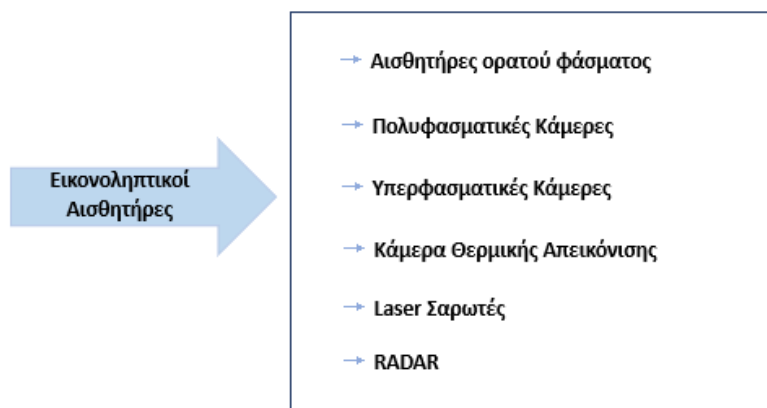 Εικονοληπτικοί
Αισθητήρες
Αισθητήρες ορατού φάσματος
Πολυφασματικές Κάμερες
Υπερφασματικές Κάμερες
Κάμερα Θερμικής Απεικόνισης
Laser Σαρωτές
RADAR